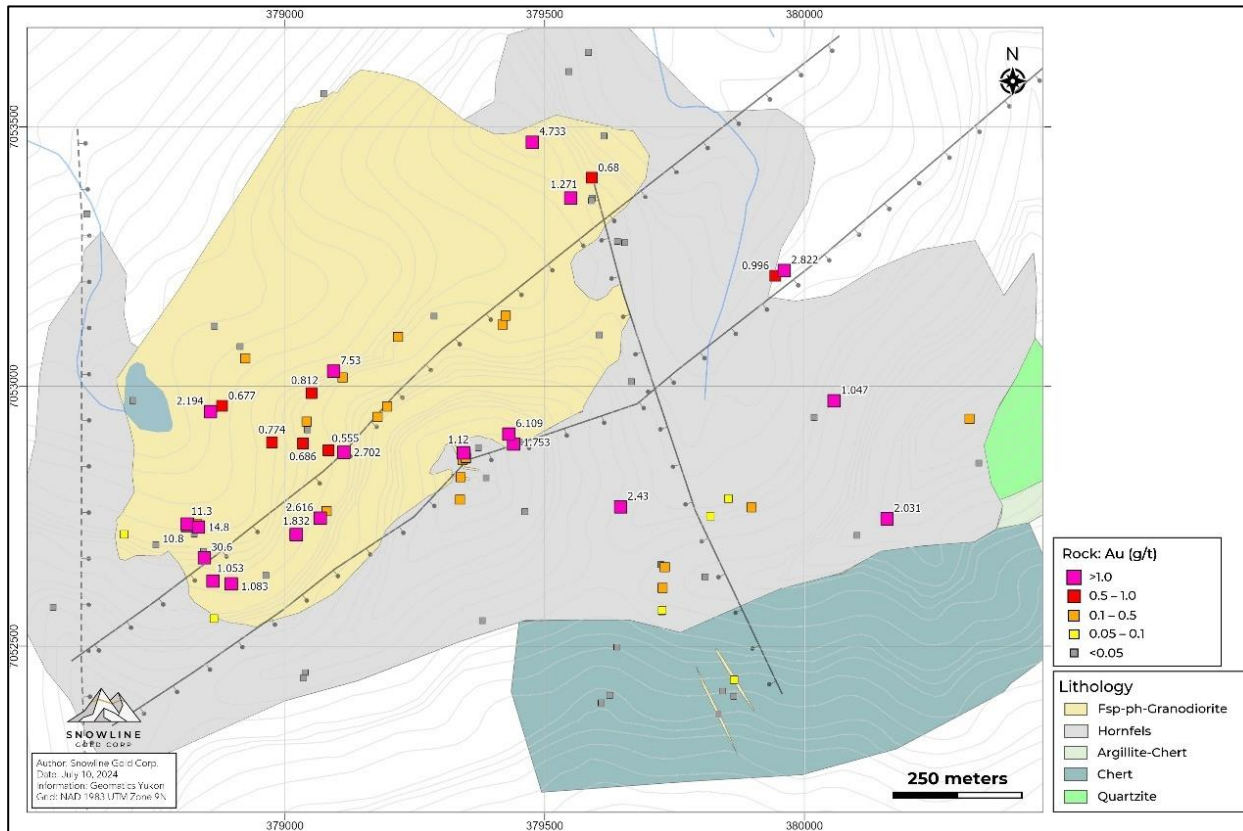 379000
379500
380000
N
7053500
4.733
0.68
1.271
0.996
2.822
7.53
7053000
0.812
2.194
0.677
1.047
6.109
0.774
0.555
1.12
1.753
0.686
2.702
2.43
2.616
11.3
2.031
10.8
14.8
1.832
30.6
1.053
1.083
7052500
Rock: Au (g/t)
>1.0
0.5 – 1.0
0.1 – 0.5
0.05 – 0.1
<0.05
Lithology
Fsp-ph-Granodiorite
Hornfels
Argillite-Chert
Chert
Quartzite
SNOWLINE
GOLD CORP
Author: Snowline Gold Corp.
Date: July 10, 2024
Information: Geomatics Yukon
Grid: NAD 1983 UTM Zone 9N
250 meters
379000
379500
380000